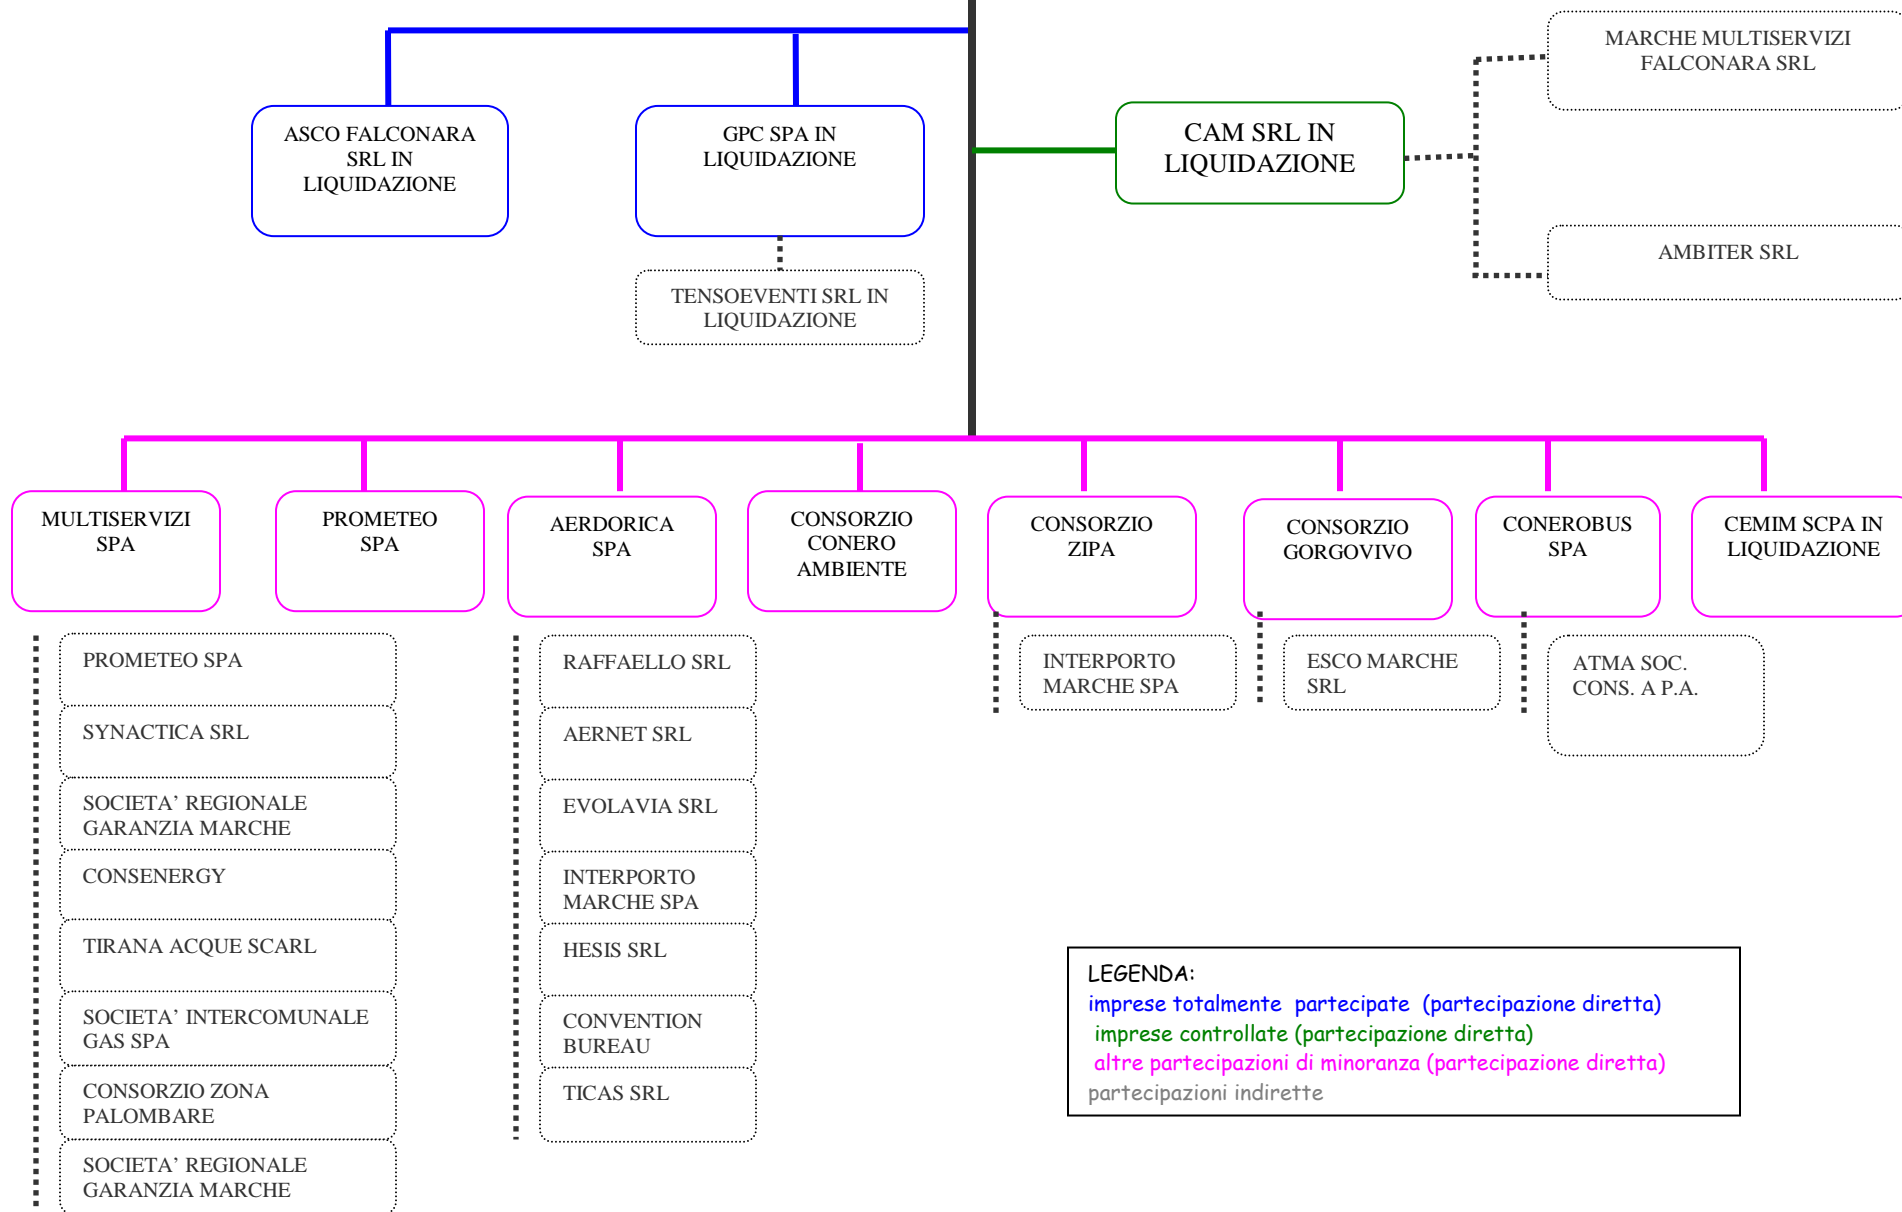 MARCHE MULTISERVIZI
FALCONARA SRL
ASCO FALCONARA
SRL IN
LIQUIDAZIONE
GPC SPA IN
LIQUIDAZIONE
CAM SRL IN
LIQUIDAZIONE
AMBITER SRL
TENSOEVENTI SRL IN
LIQUIDAZIONE
MULTISERVIZI
SPA
PROMETEO
SPA
AERDORICA
SPA
CONSORZIO
CONERO
AMBIENTE
CONSORZIO
ZIPA
CONSORZIO
GORGOVIVO
CONEROBUS
SPA
CEMIM SCPA IN
LIQUIDAZIONE
PROMETEO SPA
SYNACTICA SRL
SOCIETA’ REGIONALE
GARANZIA MARCHE
CONSENERGY
TIRANA ACQUE SCARL
SOCIETA’ INTERCOMUNALE
GAS SPA
CONSORZIO ZONA
PALOMBARE
SOCIETA’ REGIONALE
GARANZIA MARCHE
RAFFAELLO SRL
AERNET SRL
EVOLAVIA SRL
INTERPORTO
MARCHE SPA
HESIS SRL
CONVENTION
BUREAU
TICAS SRL
INTERPORTO
MARCHE SPA
ESCO MARCHE
SRL
ATMA SOC.
CONS. A P.A.
LEGENDA:
imprese totalmente partecipate (partecipazione diretta)
imprese controllate (partecipazione diretta)
altre partecipazioni di minoranza (partecipazione diretta)
partecipazioni indirette